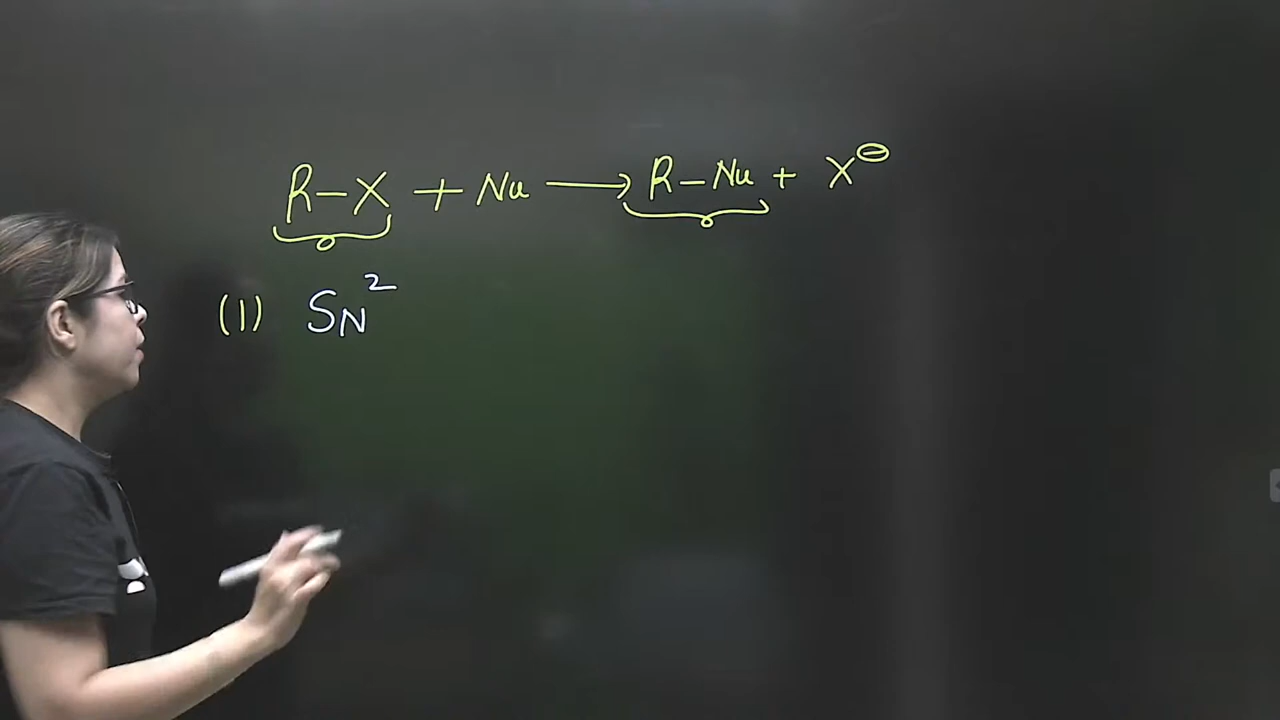 R–X + Nu ⟶ R–Nu + X⊖
(1) SN²